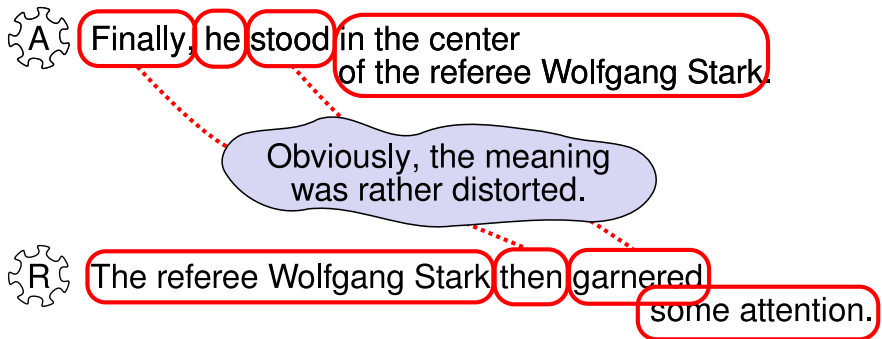 A Finally, he stood in the center
of the referee Wolfgang Stark.
Obviously, the meaning
was rather distorted.
R The referee Wolfgang Stark then garnered
some attention.